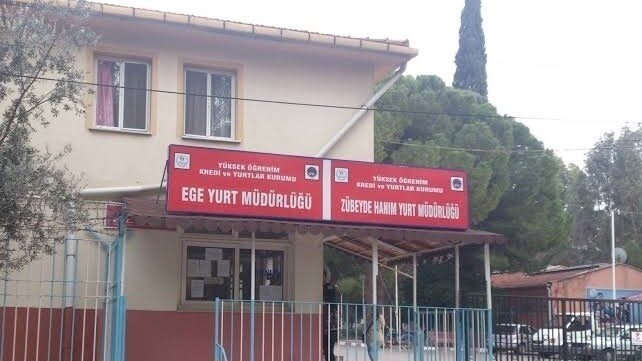 YÜKSEK ÖĞRENİM
KREDİ ve YURTLAR KURUMU
EGE YURT MÜDÜRLÜĞÜ
YÜKSEK ÖĞRENİM
KREDİ ve YURTLAR KURUMU
ZÜBEYDE HANIM YURT MÜDÜRLÜĞÜ